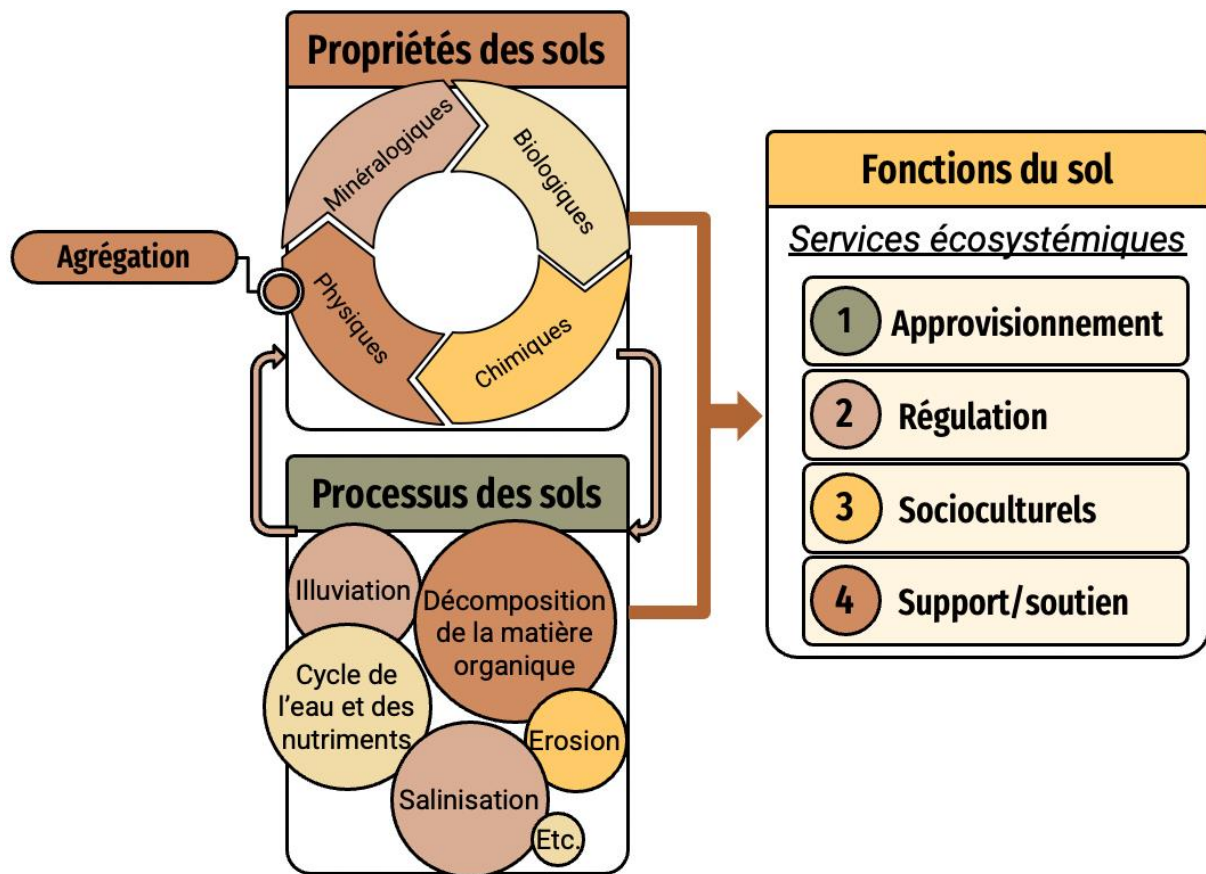 Propriétés des sols
Minéralogiques
Biologiques
Agrégation
Physiques
Chimiques
Processus des sols
Illuviation
Décomposition
de la matière
organique
Cycle de
l'eau et des
nutriments
Erosion
Salinisation
Etc.
Fonctions du sol
Services écosystémiques
1 Approvisionnement
2 Régulation
3 Socioculturels
4 Support/soutien